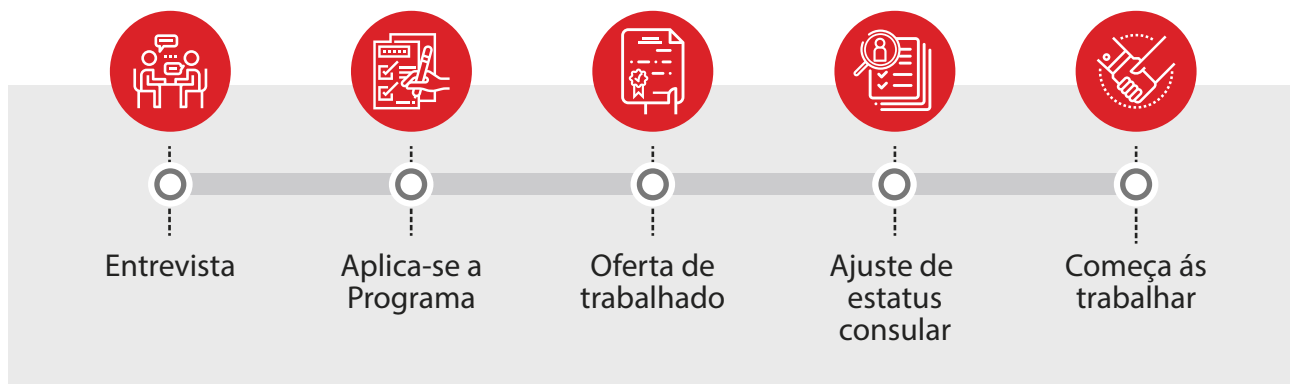 Entrevista
Aplica-se a
Programa
Oferta de
trabalhado
Ajuste de
estatus
consular
Começa ás
trabalhar